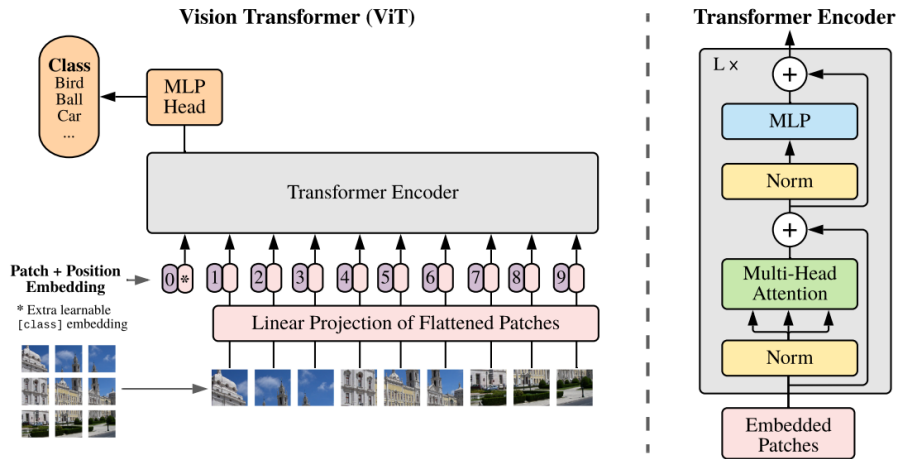 Vision Transformer (ViT)
Class
Bird
Ball
Car
...
MLP
Head
Transformer Encoder
Patch + Position
Embedding
0 * 1 2 3 4 5 6 7 8 9
* Extra learnable
[class] embedding
Linear Projection of Flattened Patches
Transformer Encoder
L ×
+
MLP
Norm
+
Multi-Head
Attention
Norm
Embedded
Patches